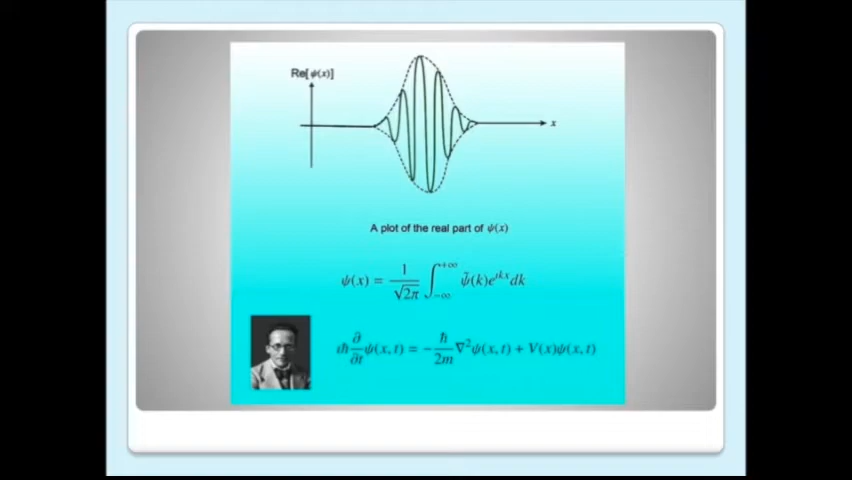 Re[ψ(x)]
x
A plot of the real part of ψ(x)
ψ(x) = 1/√2π ∫_{−∞}^{+∞} ψ̃(k)e^{ikx}dk
iħ ∂/∂t ψ(x, t) = − ħ/2m ∇²ψ(x, t) + V(x)ψ(x, t)